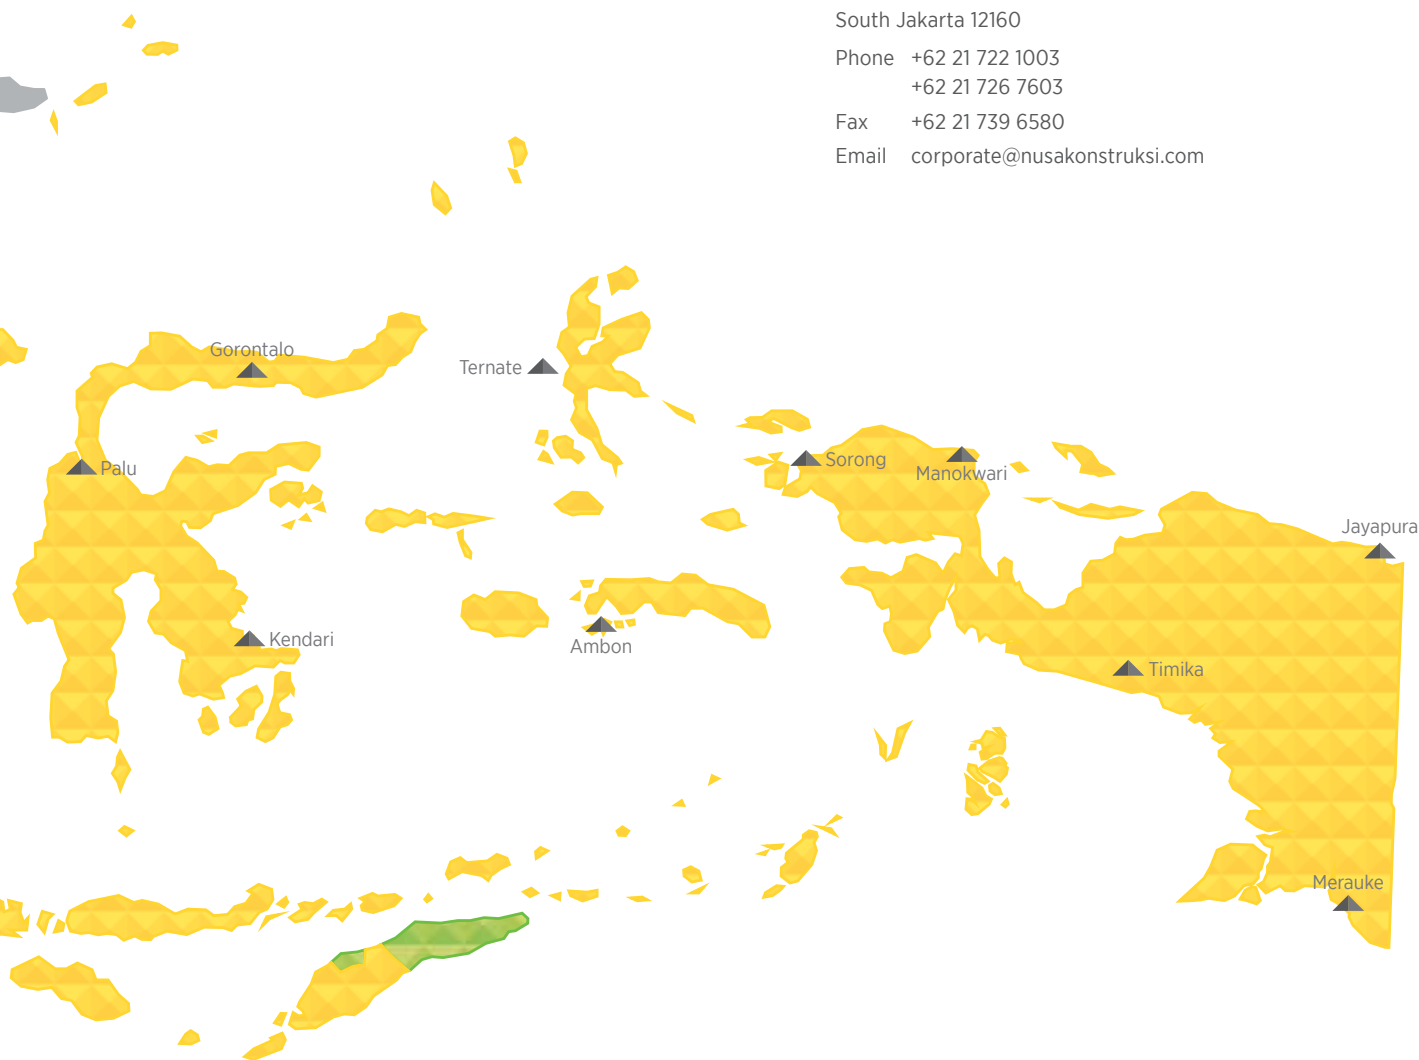 South Jakarta 12160
Phone +62 21 722 1003
+62 21 726 7603
Fax +62 21 739 6580
Email corporate@nusakonstruksi.com
Gorontalo
Ternate
Palu
Sorong
Manokwari
Jayapura
Kendari
Ambon
Timika
Merauke